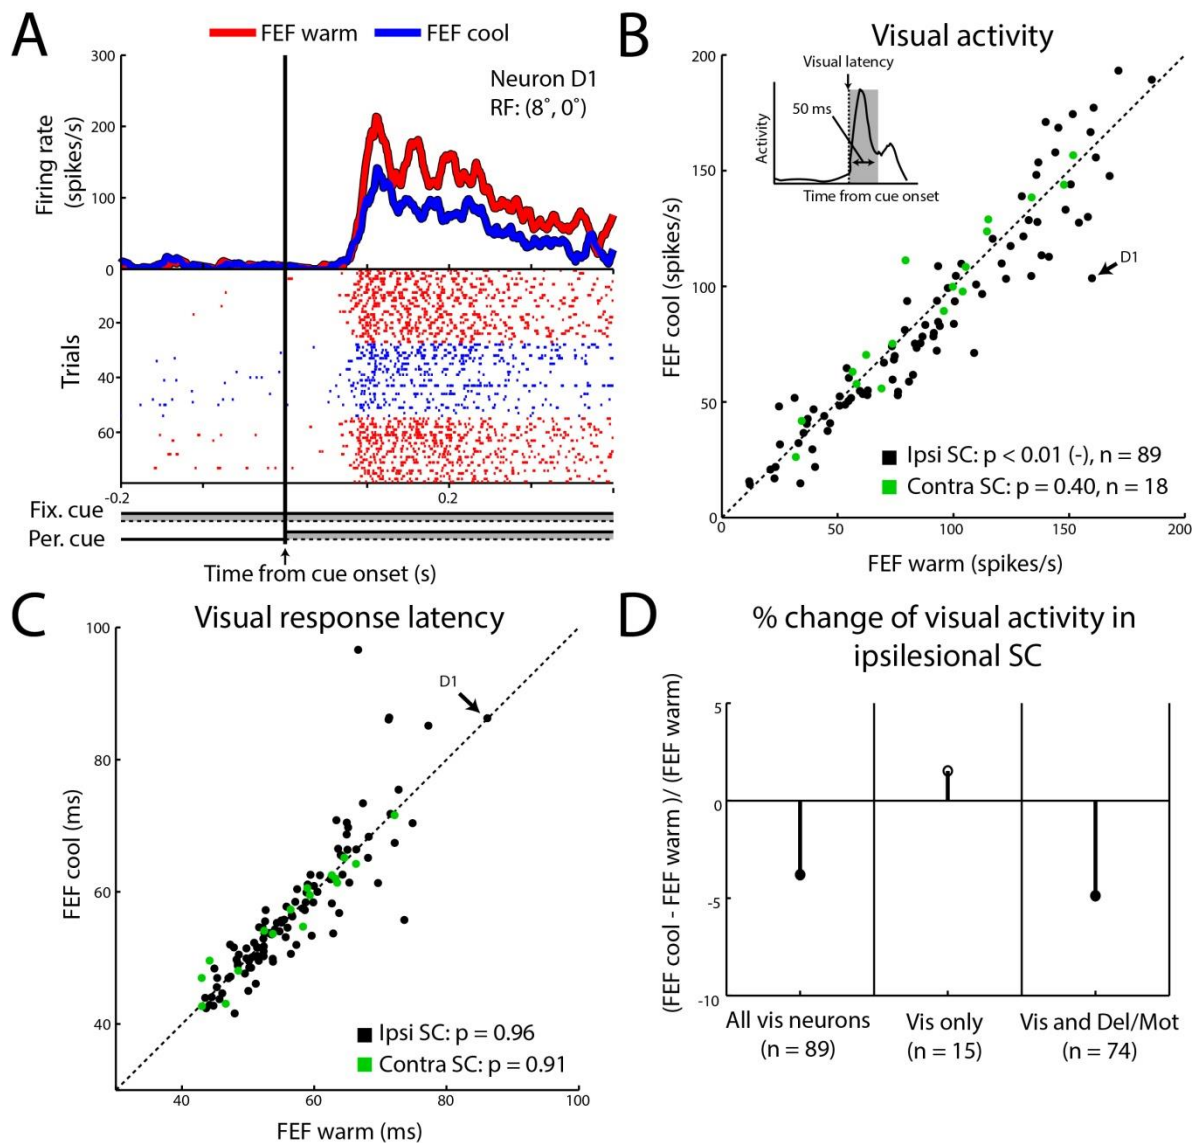 A
FEF warm
FEF cool
Neuron D1
RF: (8°, 0°)
Firing rate
(spikes/s)
300
200
100
0
Trials
20
40
60
-0.2
0.2
Fix. cue
Per. cue
Time from cue onset (s)
B
Visual activity
Visual latency
50 ms
Activity
Time from cue onset
D1
FEF cool (spikes/s)
200
150
100
50
0
Ipsi SC: p < 0.01 (-), n = 89
Contra SC: p = 0.40, n = 18
50
100
150
200
FEF warm (spikes/s)
C
Visual response latency
D1
FEF cool (ms)
100
80
60
40
Ipsi SC: p = 0.96
Contra SC: p = 0.91
40
60
80
100
FEF warm (ms)
D
% change of visual activity in
ipsilesional SC
(FEF cool - FEF warm )/ (FEF warm)
5
0
-5
-10
All vis neurons
(n = 89)
Vis only
(n = 15)
Vis and Del/Mot
(n = 74)